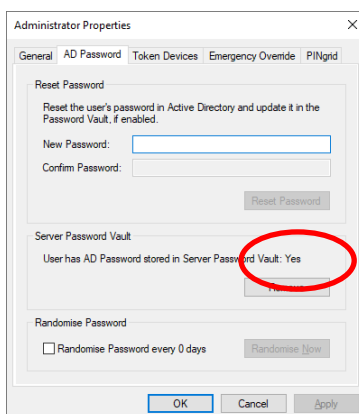 Administrator Properties
General AD Password Token Devices Emergency Override PINgrid
Reset Password
Reset the user's password in Active Directory and update it in the
Password Vault, if enabled.
New Password:
Confirm Password:
Reset Password
Server Password Vault
User has AD Password stored in Server Password Vault: Yes
Remove
Randomise Password
Randomise Password every 0 days Randomise Now
OK Cancel Apply